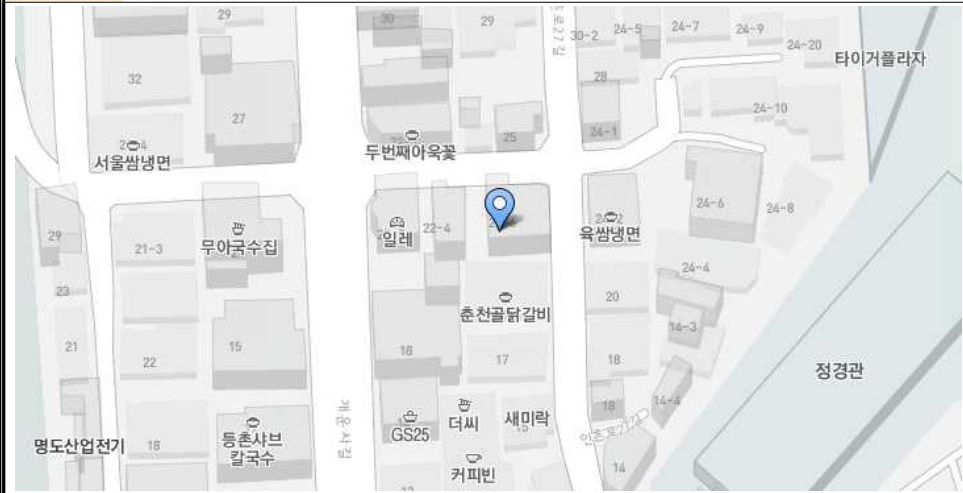 29
30
29
30-2
24-5
24-7
24-9
24-20
타이거플라자
32
28
24-10
27
두번째아욱꽃
25
24-1
서울쌈냉면
29
21-3
무아국수집
일레
22-4
육쌈냉면
24-6
24-8
24-4
23
20
춘천골닭갈비
14-3
21
22
15
18
17
18
정경관
개운사길
18
14-4
명도산업전기
18
등촌샤브
칼국수
GS25
더씨
새미락
14
커피빈